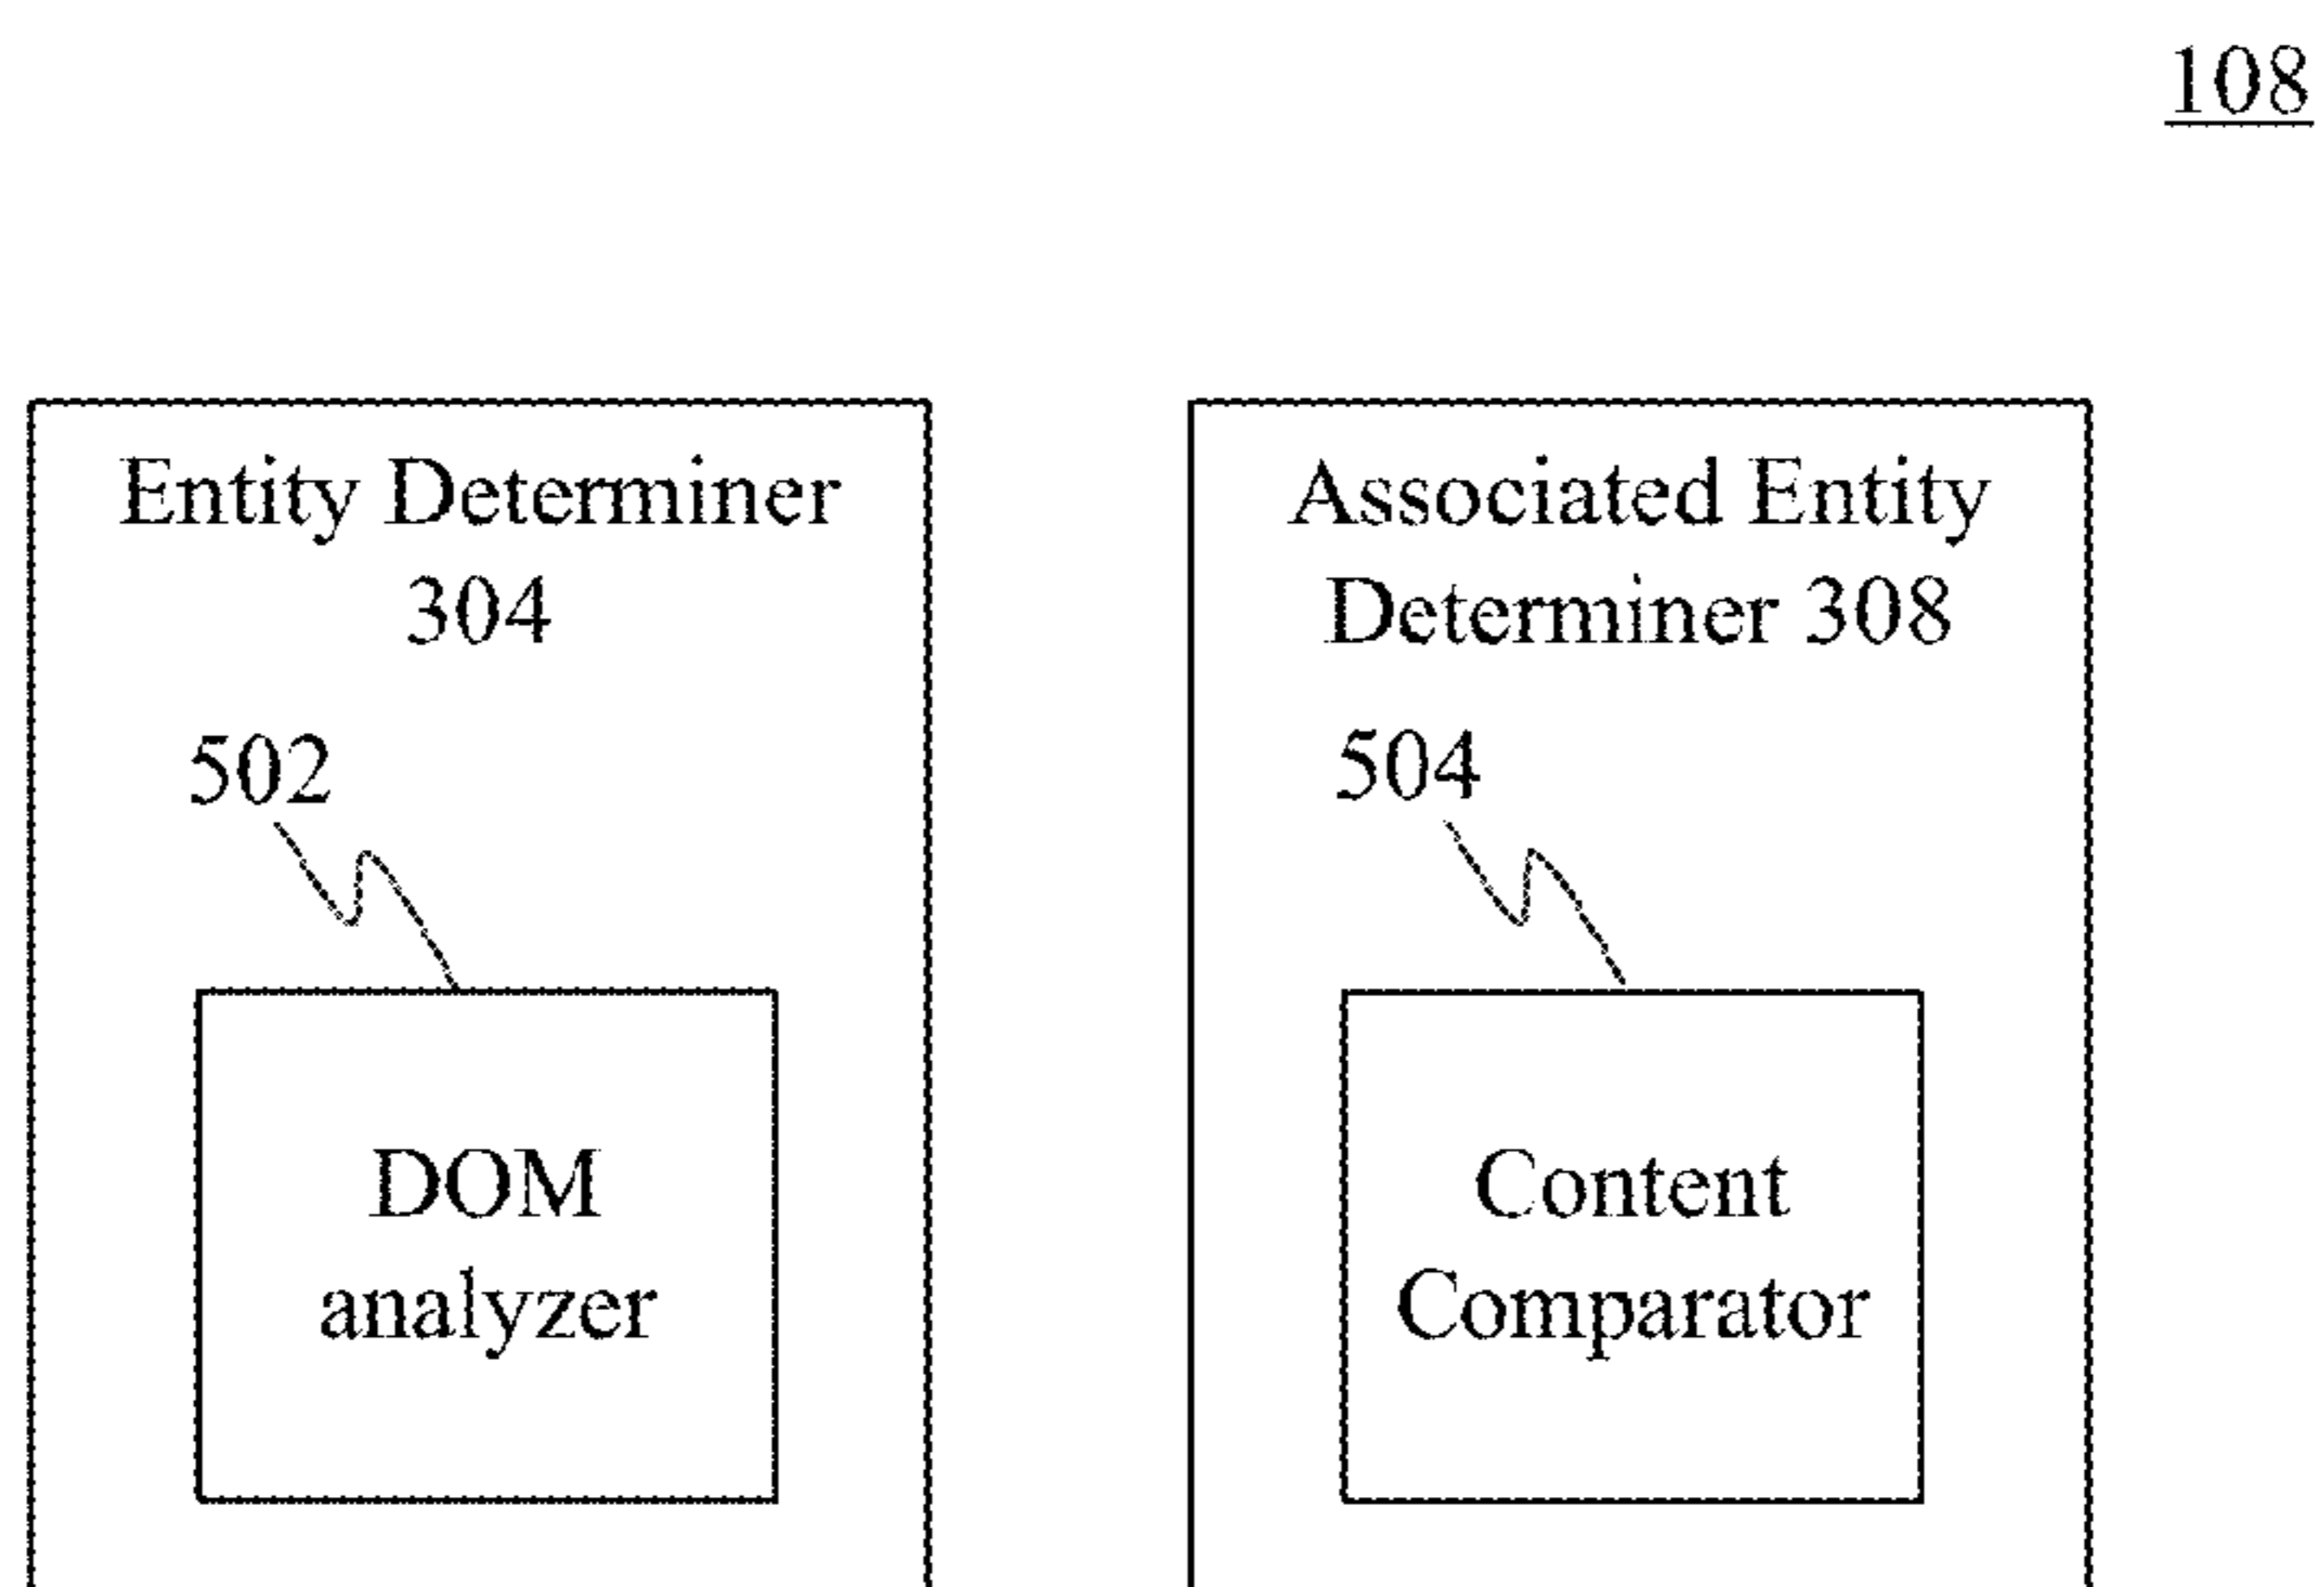 108
Entity Determiner
304
502
DOM
analyzer
Associated Entity
Determiner 308
504
Content
Comparator